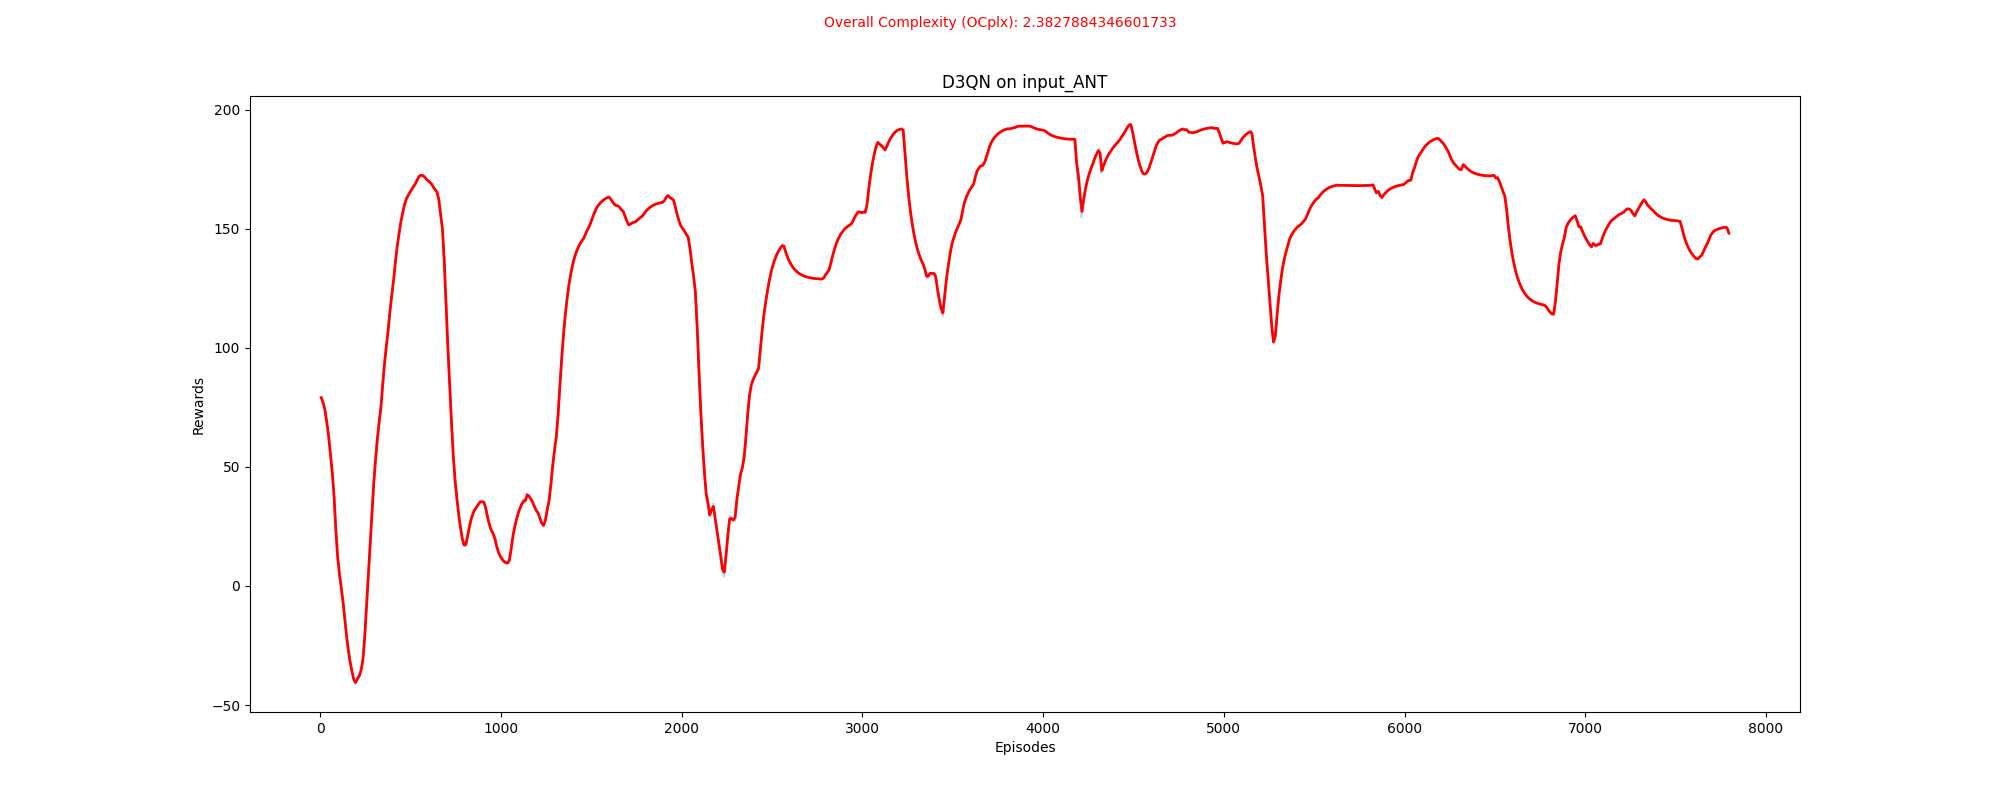 Overall Complexity (OCplx): 2.3827884346601733
D3QN on input_ANT
200
150
100
50
0
−50
Rewards
0 1000 2000 3000 4000 5000 6000 7000 8000
Episodes